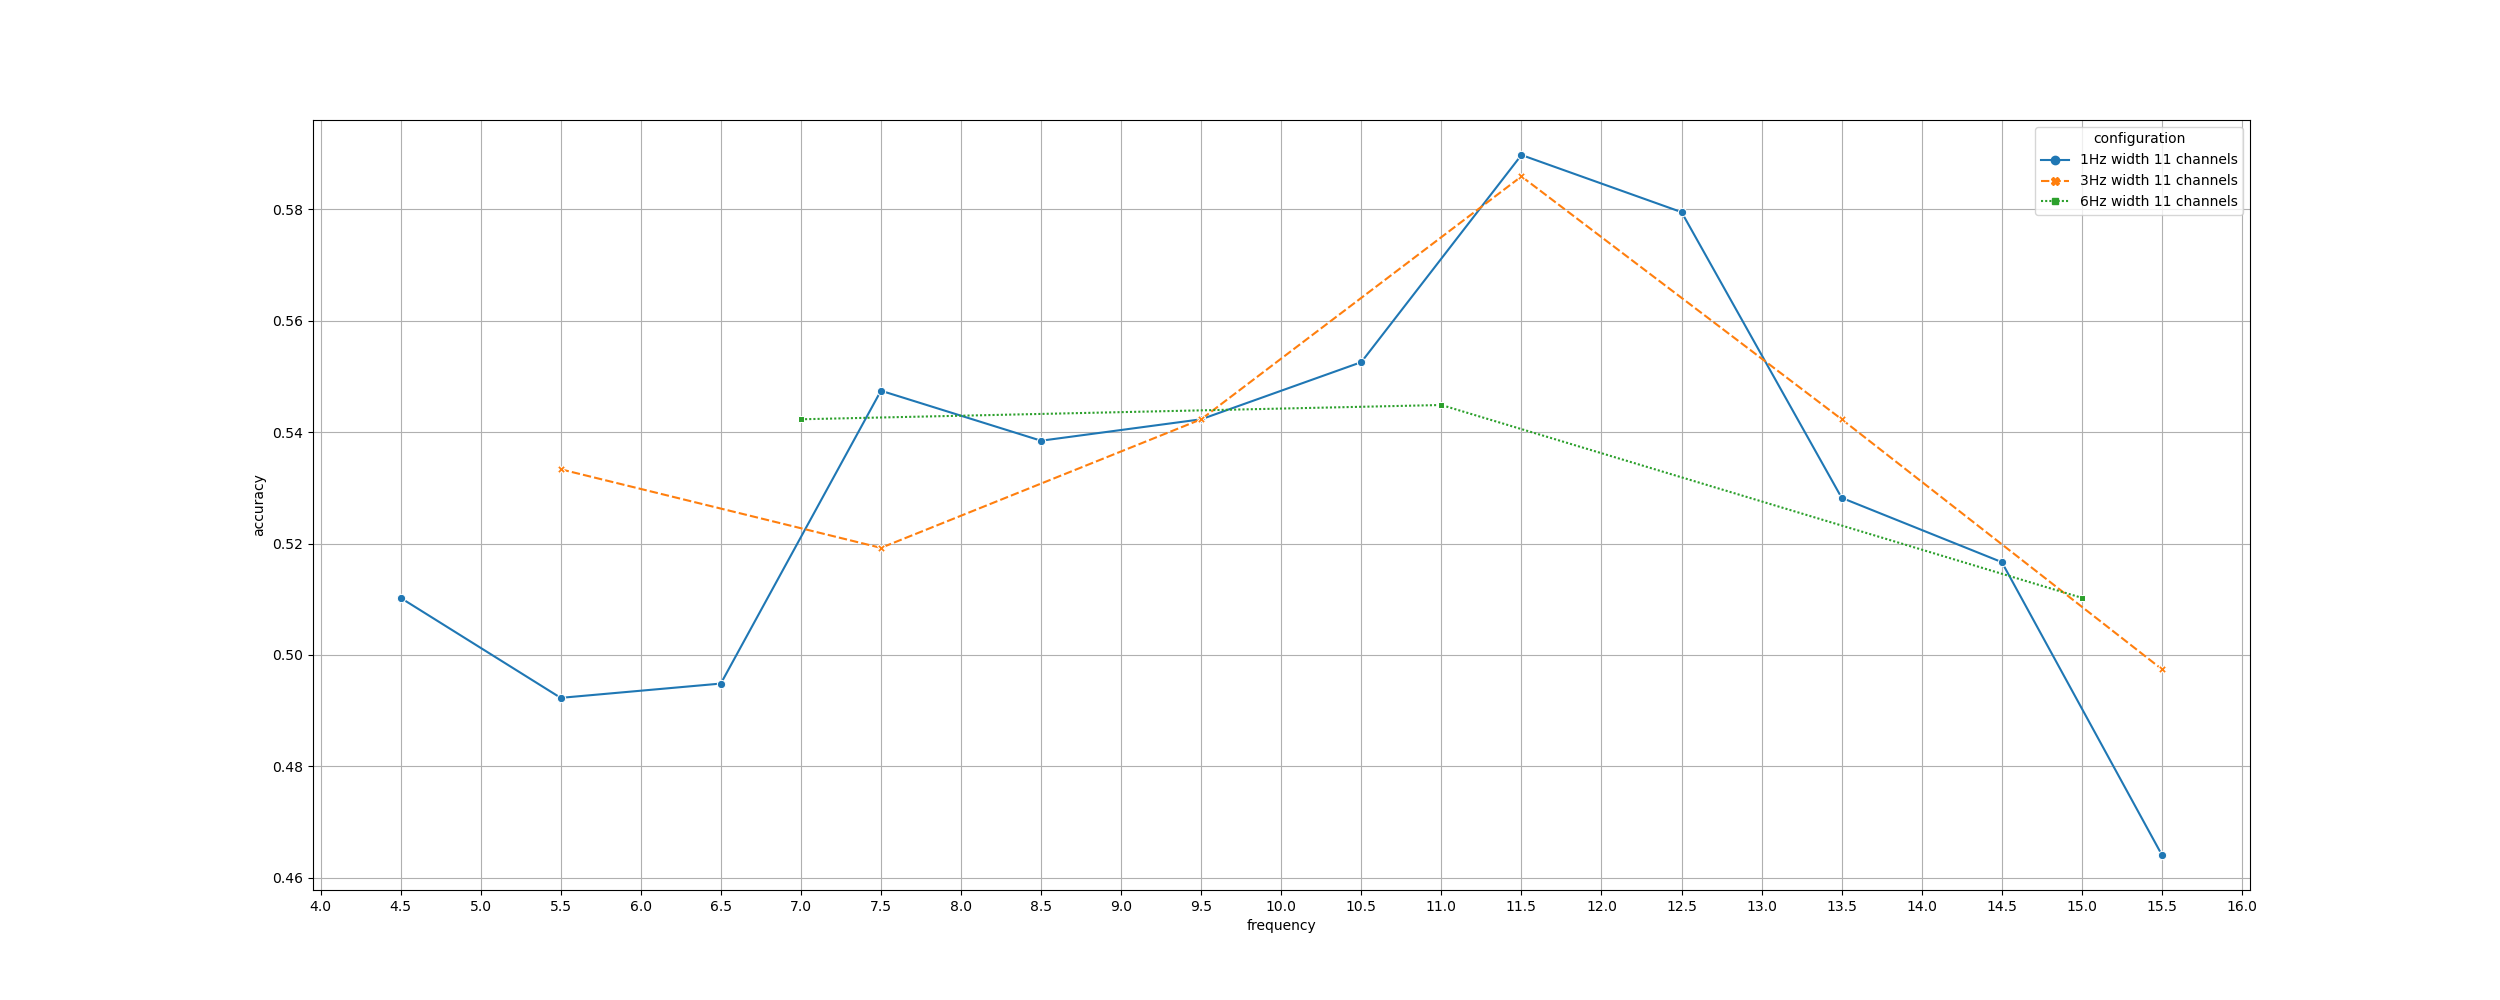 configuration
1Hz width 11 channels
3Hz width 11 channels
6Hz width 11 channels
0.58
0.56
0.54
0.52
0.50
0.48
0.46
accuracy
4.0 4.5 5.0 5.5 6.0 6.5 7.0 7.5 8.0 8.5 9.0 9.5 10.0 10.5 11.0 11.5 12.0 12.5 13.0 13.5 14.0 14.5 15.0 15.5 16.0
frequency